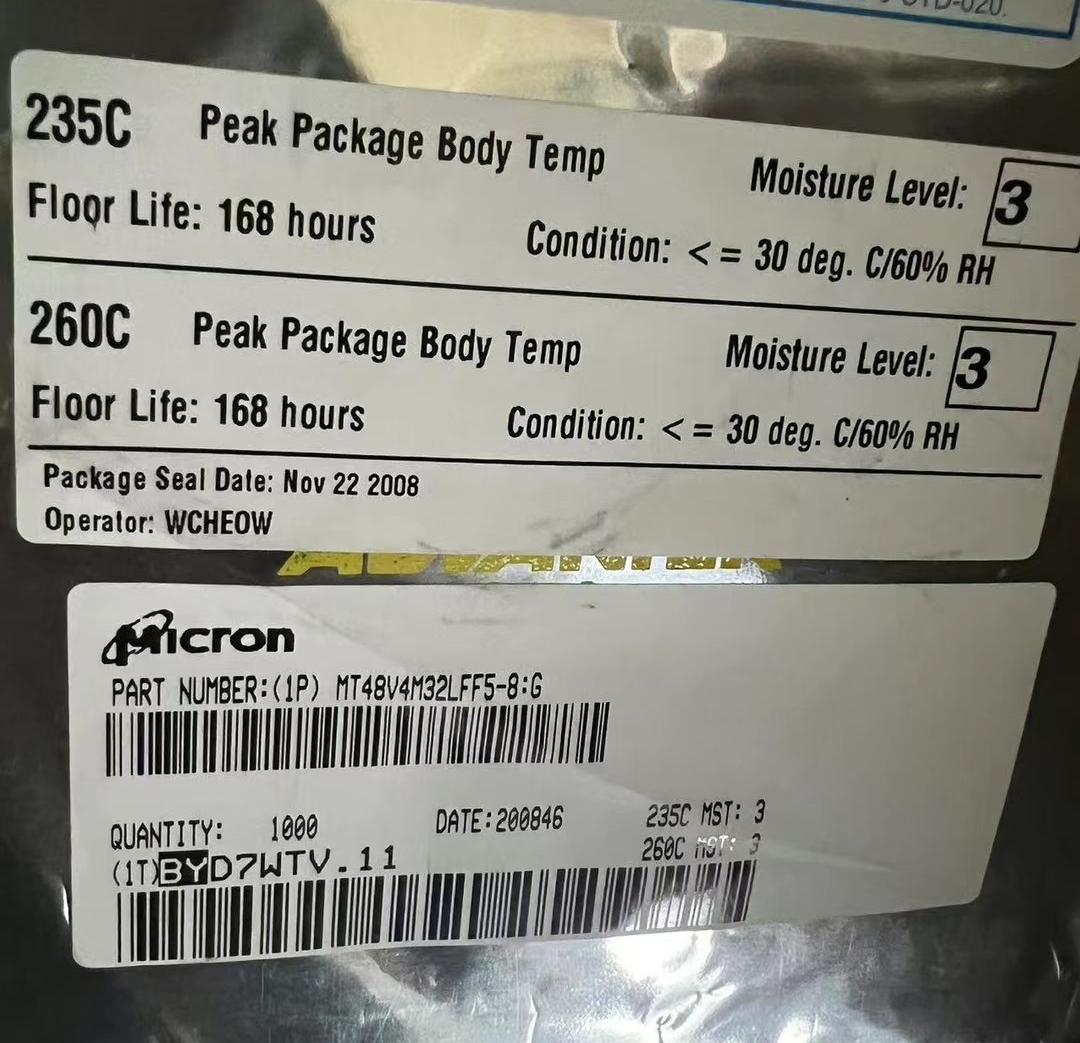 235C Peak Package Body Temp Moisture Level: 3
Floor Life: 168 hours Condition: < = 30 deg. C/60% RH
260C Peak Package Body Temp Moisture Level: 3
Floor Life: 168 hours Condition: < = 30 deg. C/60% RH
Package Seal Date: Nov 22 2008
Operator: WCHEOW
Micron
PART NUMBER:(1P) MT48V4M32LFF5-8:G
QUANTITY: 1000 DATE:200846 235C MST: 3
260C MST: 3
(1T)BYD7WTV.11